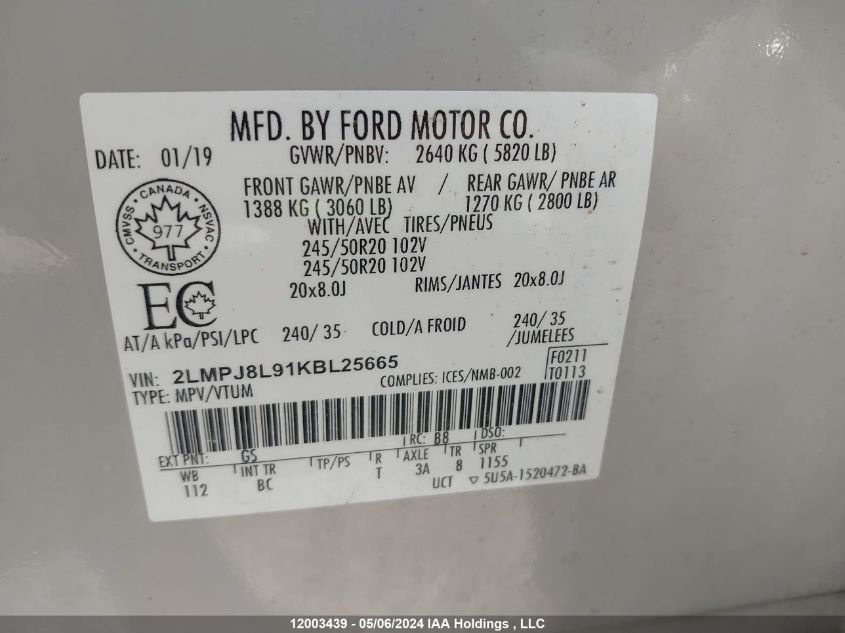 MFD. BY FORD MOTOR CO.
DATE: 01/19 GVWR/PNBV: 2640 KG ( 5820 LB)
FRONT GAWR/PNBE AV / REAR GAWR/ PNBE AR
1388 KG ( 3060 LB) 1270 KG ( 2800 LB)
WITH/AVEC TIRES/PNEUS
245/50R20 102V
245/50R20 102V
20x8.0J RIMS/JANTES 20x8.0J
CANADA
CMVSS NSVAC
977
TRANSPORT
EC
AT/A kPa/PSI/LPC 240/ 35 COLD/A FROID 240/ 35
/JUMELEES
VIN: 2LMPJ8L91KBL25665 COMPLIES: ICES/NMB-002 F0211
TYPE: MPV/VTUM T0113
EXT PNT: GS RC: B8 DSO:
WB INT TR TP/PS R AXLE TR SPR
112 BC T 3A 8 1155
UCT ▽ 5U5A-1520472-BA
12003439 - 05/06/2024 IAA Holdings , LLC